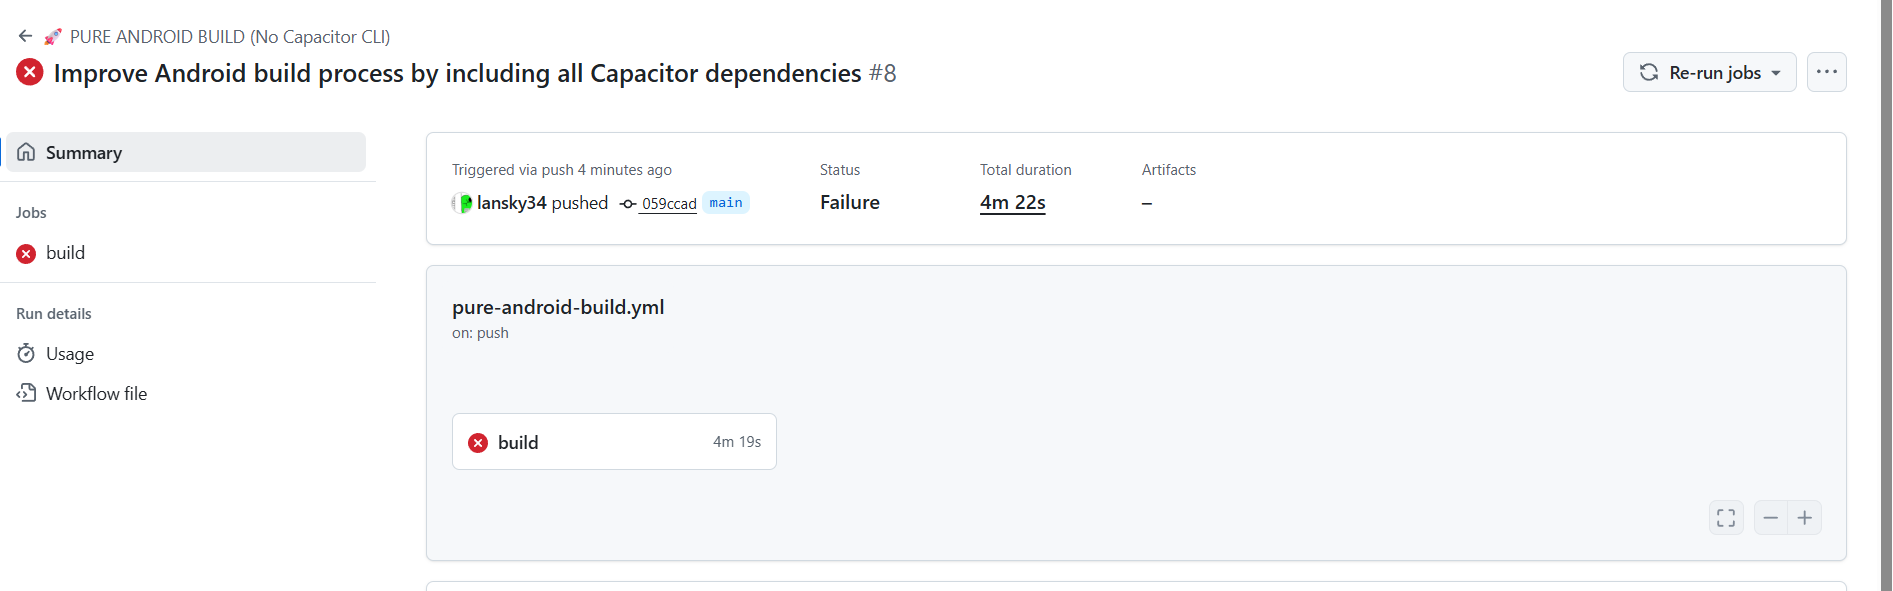 PURE ANDROID BUILD (No Capacitor CLI)
Improve Android build process by including all Capacitor dependencies #8
Re-run jobs
Summary
Jobs
build
Run details
Usage
Workflow file
Triggered via push 4 minutes ago
lansky34 pushed 059ccad main
Status
Failure
Total duration
4m 22s
Artifacts
–
pure-android-build.yml
on: push
build 4m 19s